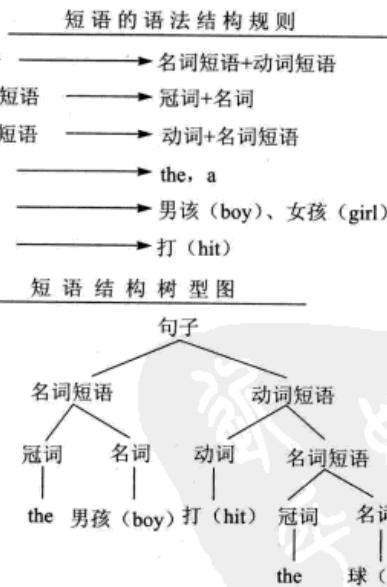 短语的语法结构规则
名词短语+动词短语
短语 冠词+名词
短语 动词+名词短语
the，a
男该（boy）、女孩（girl）
打（hit）
短语结构树型图
句子
名词短语 动词短语
冠词 名词 动词 名词短语
the 男孩（boy） 打（hit） 冠词 名词
the 球（